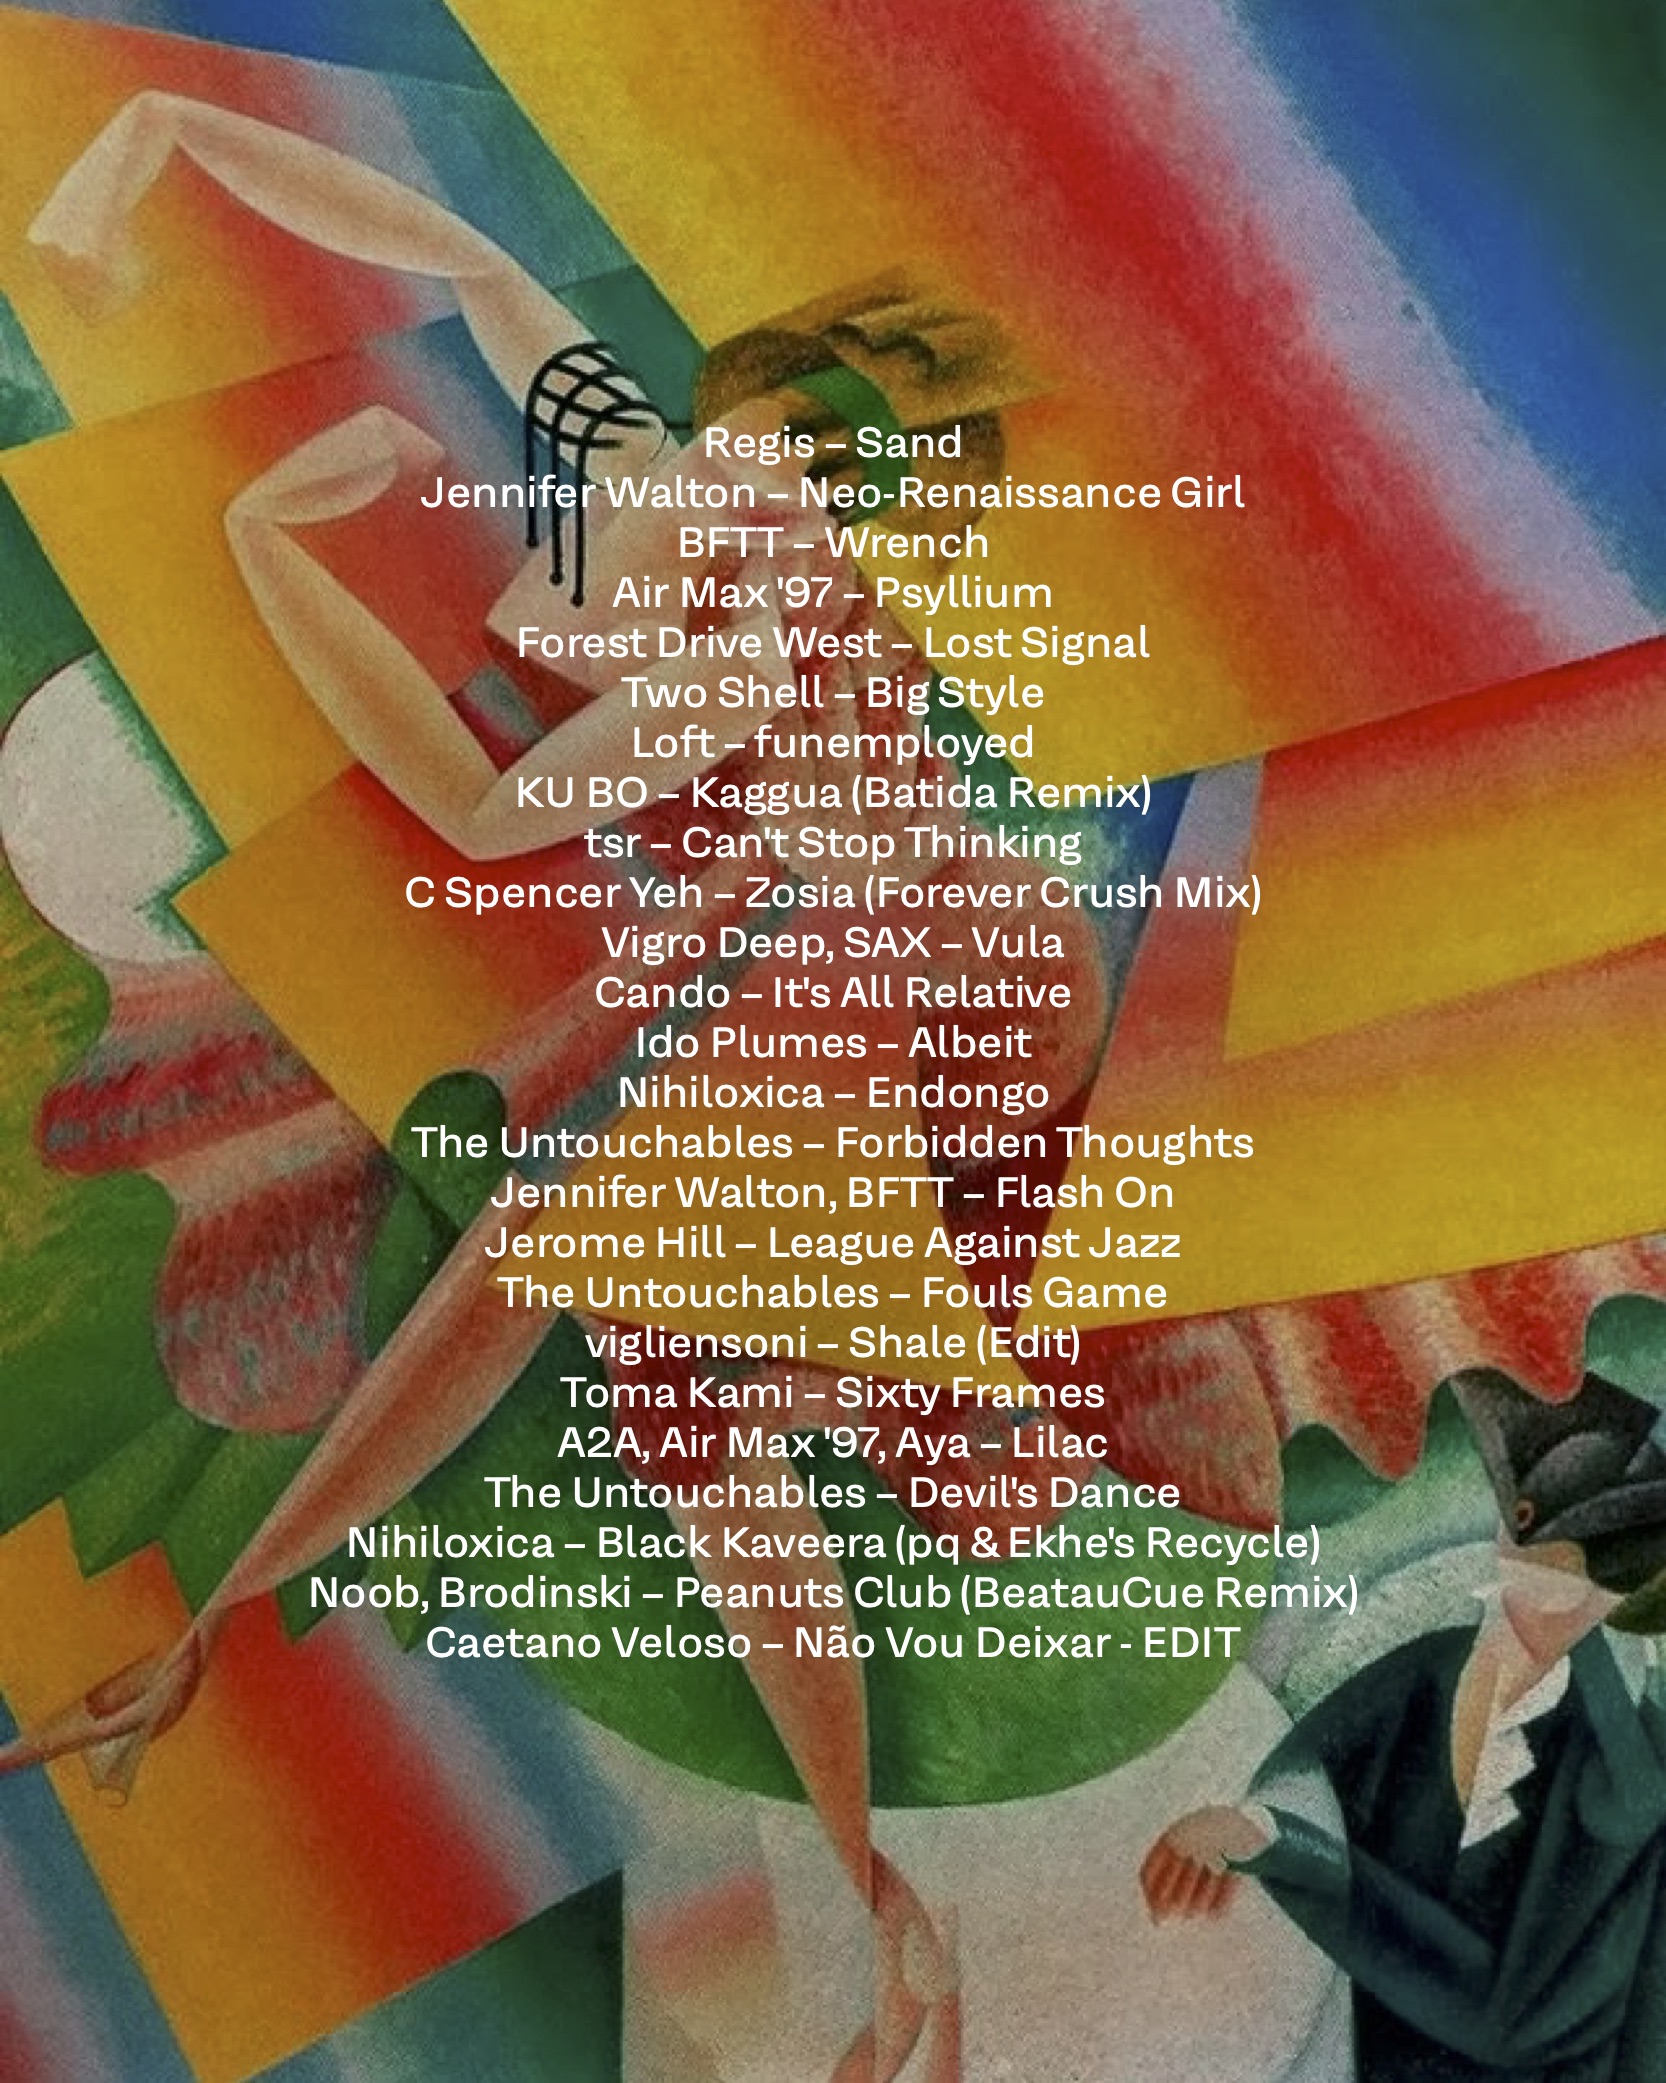 Regis – Sand
Jennifer Walton – Neo-Renaissance Girl
BFTT – Wrench
Air Max '97 – Psyllium
Forest Drive West – Lost Signal
Two Shell – Big Style
Loft – funemployed
KU BO – Kaggua (Batida Remix)
tsr – Can't Stop Thinking
C Spencer Yeh – Zosia (Forever Crush Mix)
Vigro Deep, SAX – Vula
Cando – It's All Relative
Ido Plumes – Albeit
Nihiloxica – Endongo
The Untouchables – Forbidden Thoughts
Jennifer Walton, BFTT – Flash On
Jerome Hill – League Against Jazz
The Untouchables – Fouls Game
vigliensoni – Shale (Edit)
Toma Kami – Sixty Frames
A2A, Air Max '97, Aya – Lilac
The Untouchables – Devil's Dance
Nihiloxica – Black Kaveera (pq & Ekhe's Recycle)
Noob, Brodinski – Peanuts Club (BeatauCue Remix)
Caetano Veloso – Não Vou Deixar - EDIT